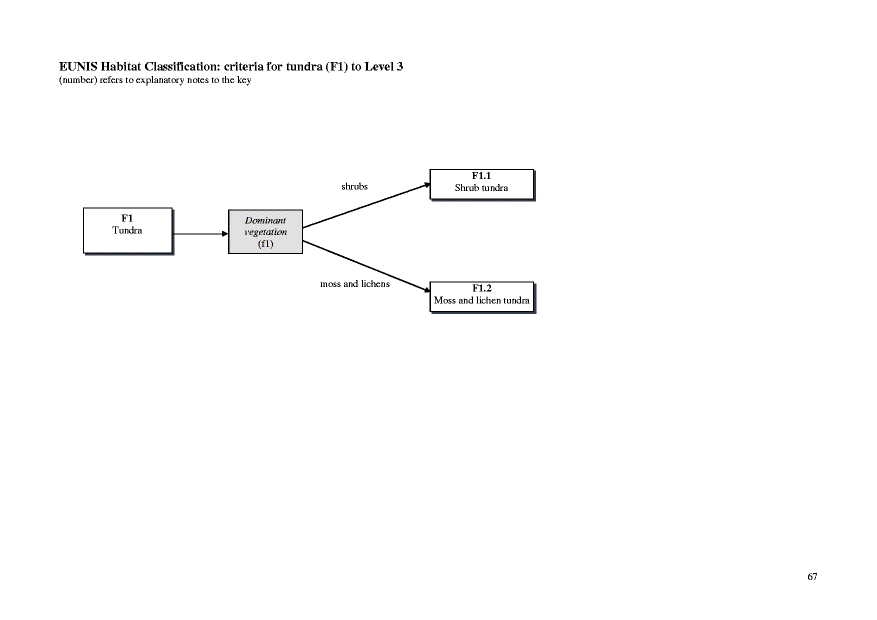 EUNIS Habitat Classification: criteria for tundra (F1) to Level 3
(number) refers to explanatory notes to the key
F1.1
Shrub tundra
shrubs
F1
Tundra
Dominant
vegetation
(f1)
moss and lichens
F1.2
Moss and lichen tundra
67